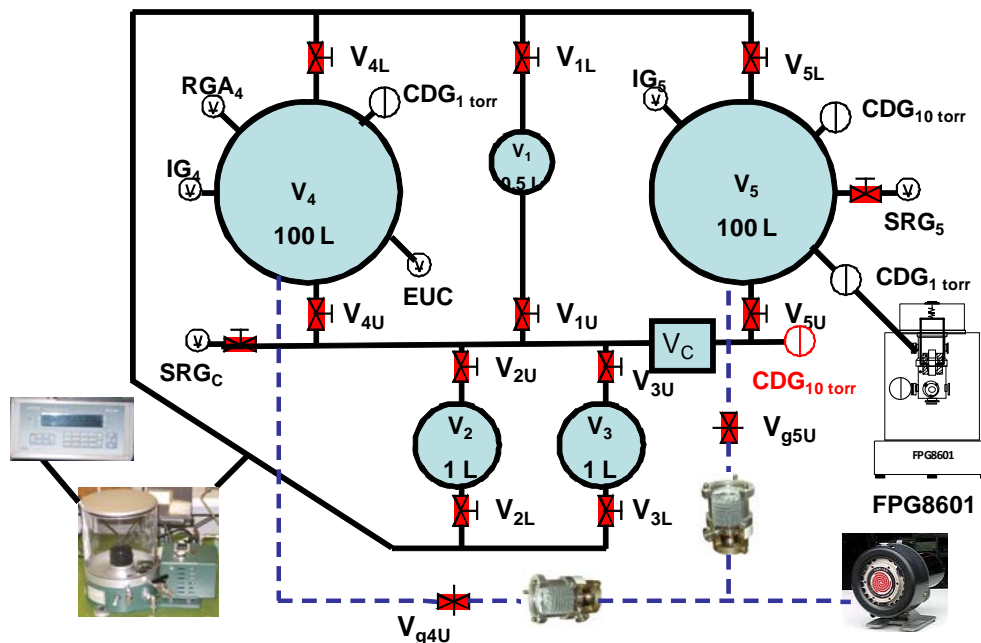 V4L
V1L
V5L
RGA4
CDG1 torr
IG5
CDG10 torr
V1
0.5 L
IG4
V4
100 L
V5
100 L
SRG5
EUC
CDG1 torr
V4U
V1U
V5U
SRGC
VC
V2U
V3U
CDG10 torr
V2
1 L
V3
1 L
Vg5U
FPG8601
FPG8601
V2L
V3L
Vg4U